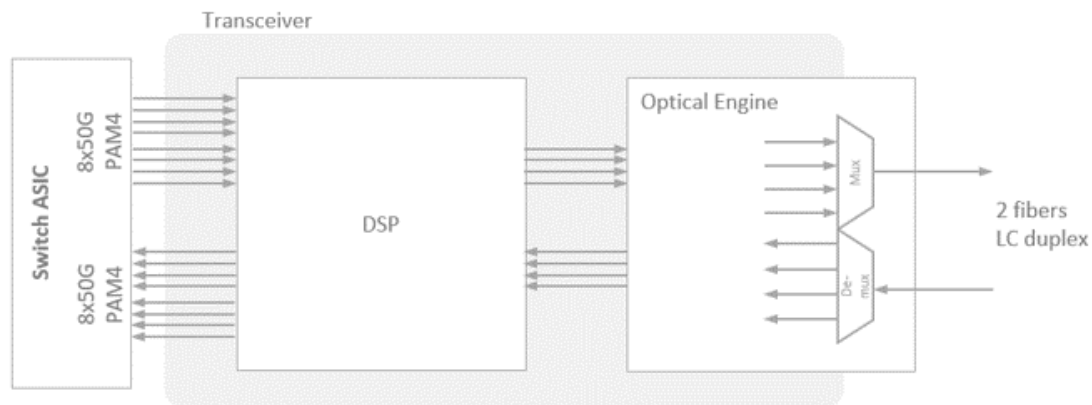 Transceiver
Switch ASIC
8x50G
PAM4
8x50G
PAM4
DSP
Optical Engine
Mux
De-
mux
2 fibers
LC duplex